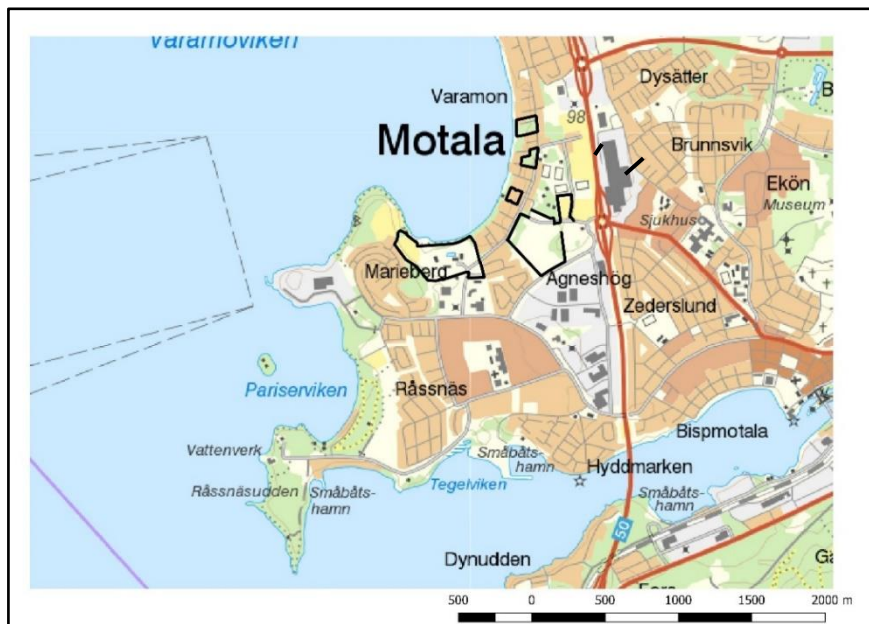 Varamoviken
Dysätter
Varamon
98
Motala
Brunnsvik
Ekön
Museum
Sjukhus
Marieberg
Agneshög
Zederslund
Pariserviken
Råssnäs
Bispmotala
Vattenverk
Småbåts-
hamn
Hyddmarken
Råssnäsudden
Småbåts-
hamn
Tegelviken
Småbåts-
hamn
50
Dynudden
500 0 500 1000 1500 2000 m